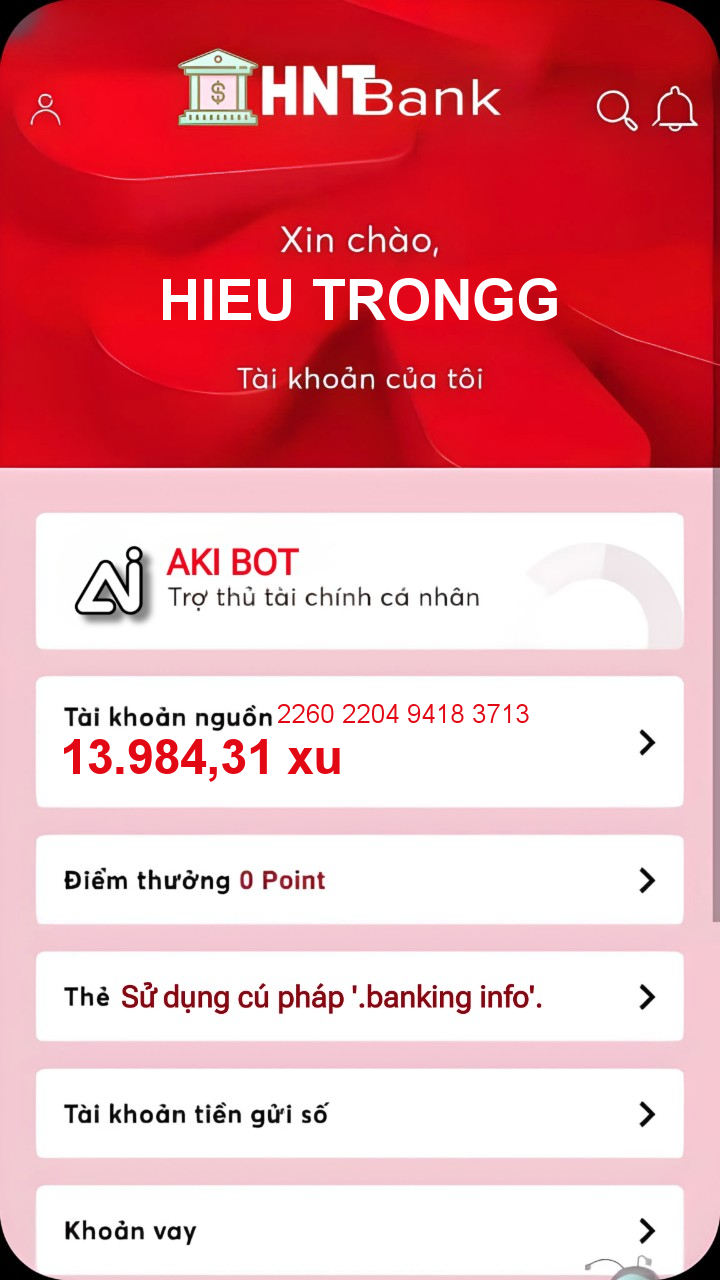 HNTBank
Xin chào,
HIEU TRONGG
Tài khoản của tôi
AKI BOT
Trợ thủ tài chính cá nhân
Tài khoản nguồn 2260 2204 9418 3713
13.984,31 xu
Điểm thưởng 0 Point
Thẻ Sử dụng cú pháp '.banking info'.
Tài khoản tiền gửi số
Khoản vay